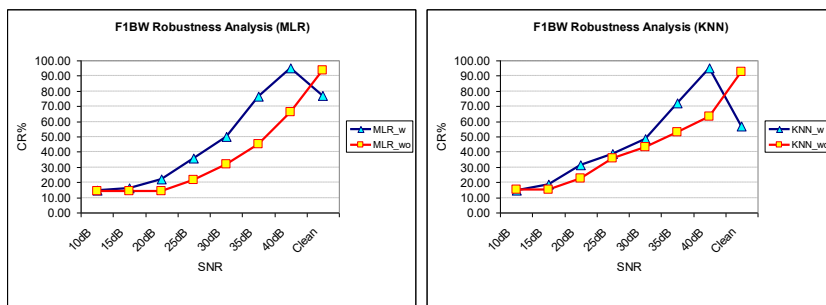 F1BW Robustness Analysis (MLR)
100.00
90.00
80.00
70.00
60.00
50.00
40.00
30.00
20.00
10.00
0.00
CR%
10dB
15dB
20dB
25dB
30dB
35dB
40dB
Clean
SNR
MLR_w
MLR_wo
F1BW Robustness Analysis (KNN)
100.00
90.00
80.00
70.00
60.00
50.00
40.00
30.00
20.00
10.00
0.00
CR%
10dB
15dB
20dB
25dB
30dB
35dB
40dB
Clean
SNR
KNN_w
KNN_wo